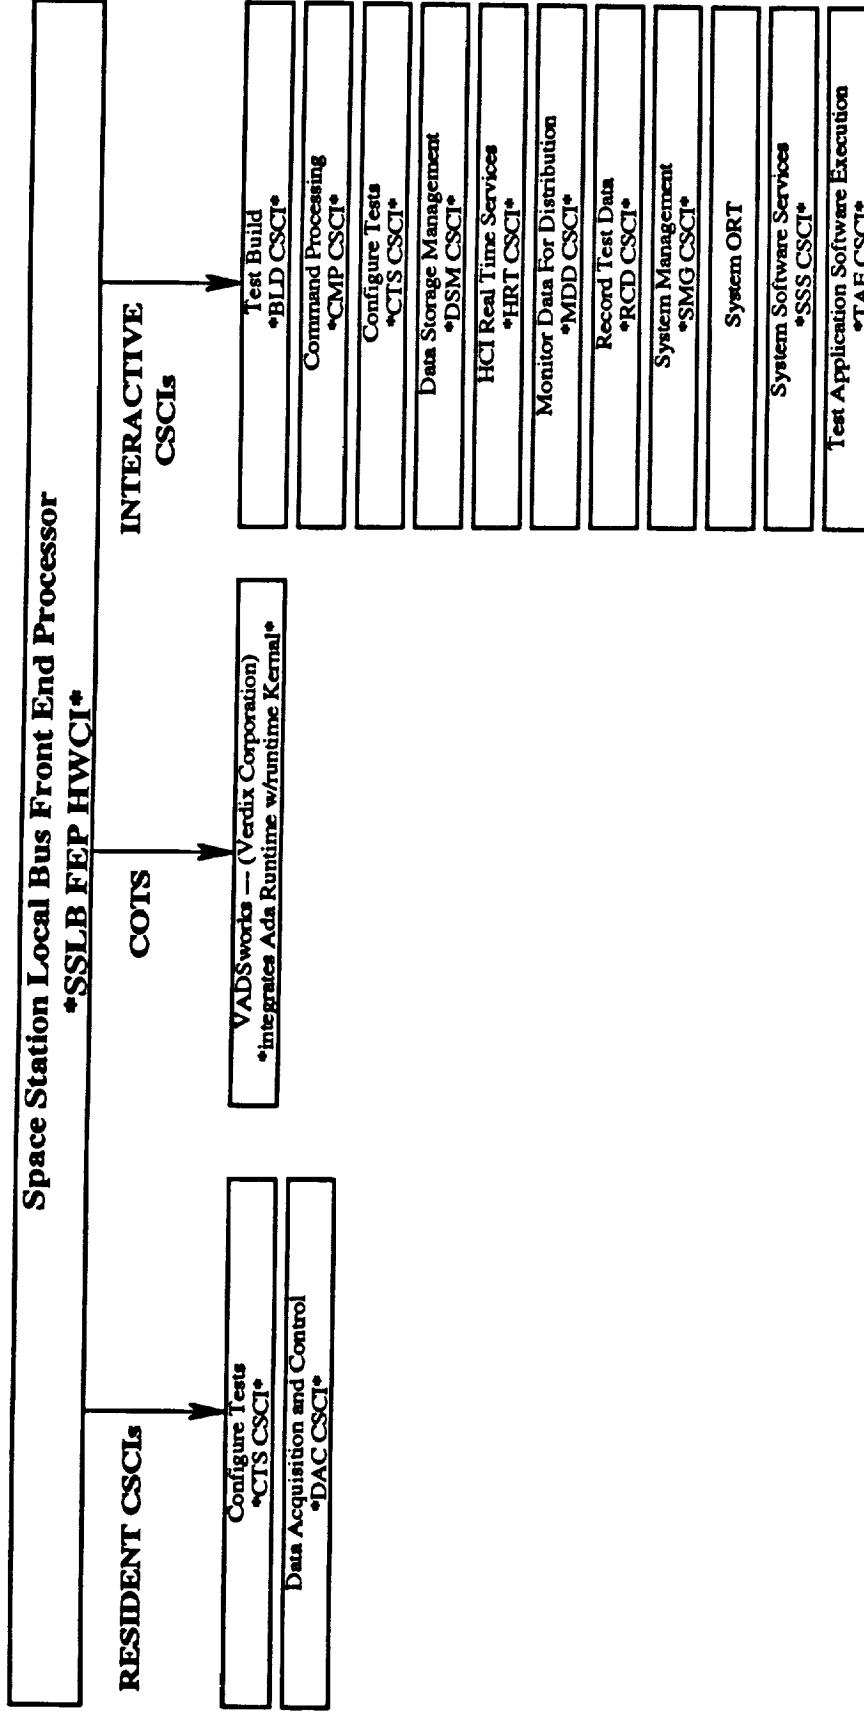 Space Station Local Bus Front End Processor
*SSLB FEP HWCI*
RESIDENT CSCIs
Configure Tests
*CTS CSCI*
Data Acquisition and Control
*DAC CSCI*
COTS
VADSworks --- (Verdix Corporation)
*integrates Ada Runtime w/runtime Kernal*
INTERACTIVE
CSCIs
Test Build
*BLD CSCI*
Command Processing
*CMP CSCI*
Configure Tests
*CTS CSCI*
Data Storage Management
*DSM CSCI*
HCI Real Time Services
*HRT CSCI*
Monitor Data For Distribution
*MDD CSCI*
Record Test Data
*RCD CSCI*
System Management
*SMG CSCI*
System ORT
System Software Services
*SSS CSCI*
Test Application Software Execution
*TAE CSCI*